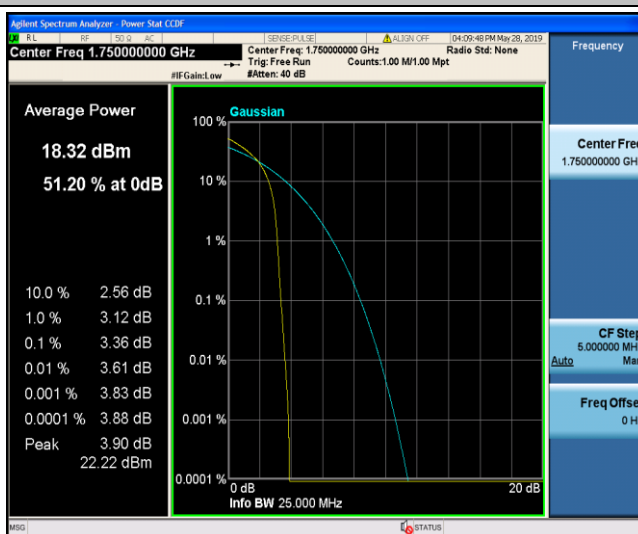 Agilent Spectrum Analyzer - Power Stat CCDF
RL RF 50 Ω AC SENSE:PULSE ALIGN OFF 04:09:48 PM May 28, 2019
Center Freq 1.750000000 GHz
Center Freq: 1.750000000 GHz Radio Std: None
Trig: Free Run Counts:1.00 M/1.00 Mpt
#IFGain:Low #Atten: 40 dB
Frequency
Average Power
18.32 dBm
51.20 % at 0dB
10.0 % 2.56 dB
1.0 % 3.12 dB
0.1 % 3.36 dB
0.01 % 3.61 dB
0.001 % 3.83 dB
0.0001 % 3.88 dB
Peak 3.90 dB
22.22 dBm
Gaussian
100 %
10 %
1 %
0.1 %
0.01 %
0.001 %
0.0001 %
0 dB 20 dB
Info BW 25.000 MHz
Center Freq
1.750000000 GH
CF Step
5.000000 MH
Auto Ma
Freq Offse
0 H
MSG STATUS